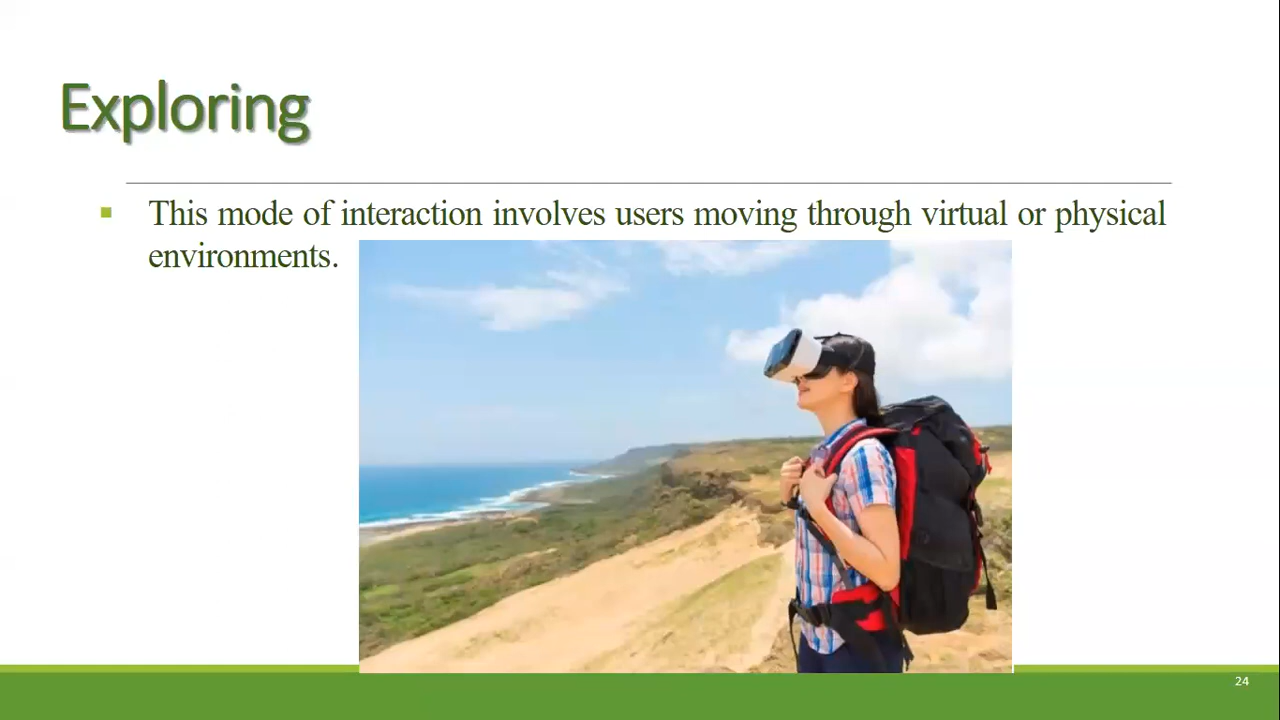 Exploring
This mode of interaction involves users moving through virtual or physical
environments.
24